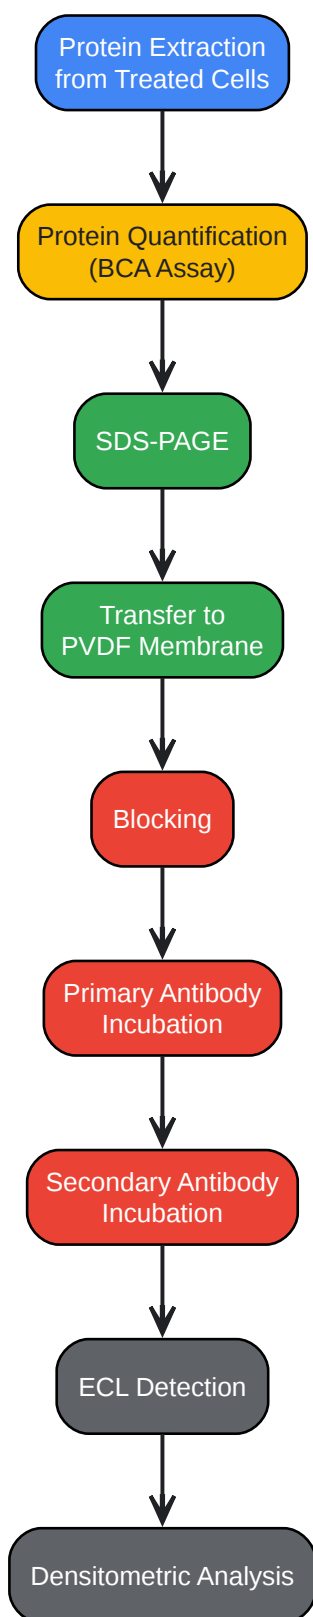 Protein Extraction
from Treated Cells
Protein Quantification
(BCA Assay)
SDS-PAGE
Transfer to
PVDF Membrane
Blocking
Primary Antibody
Incubation
Secondary Antibody
Incubation
ECL Detection
Densitometric Analysis